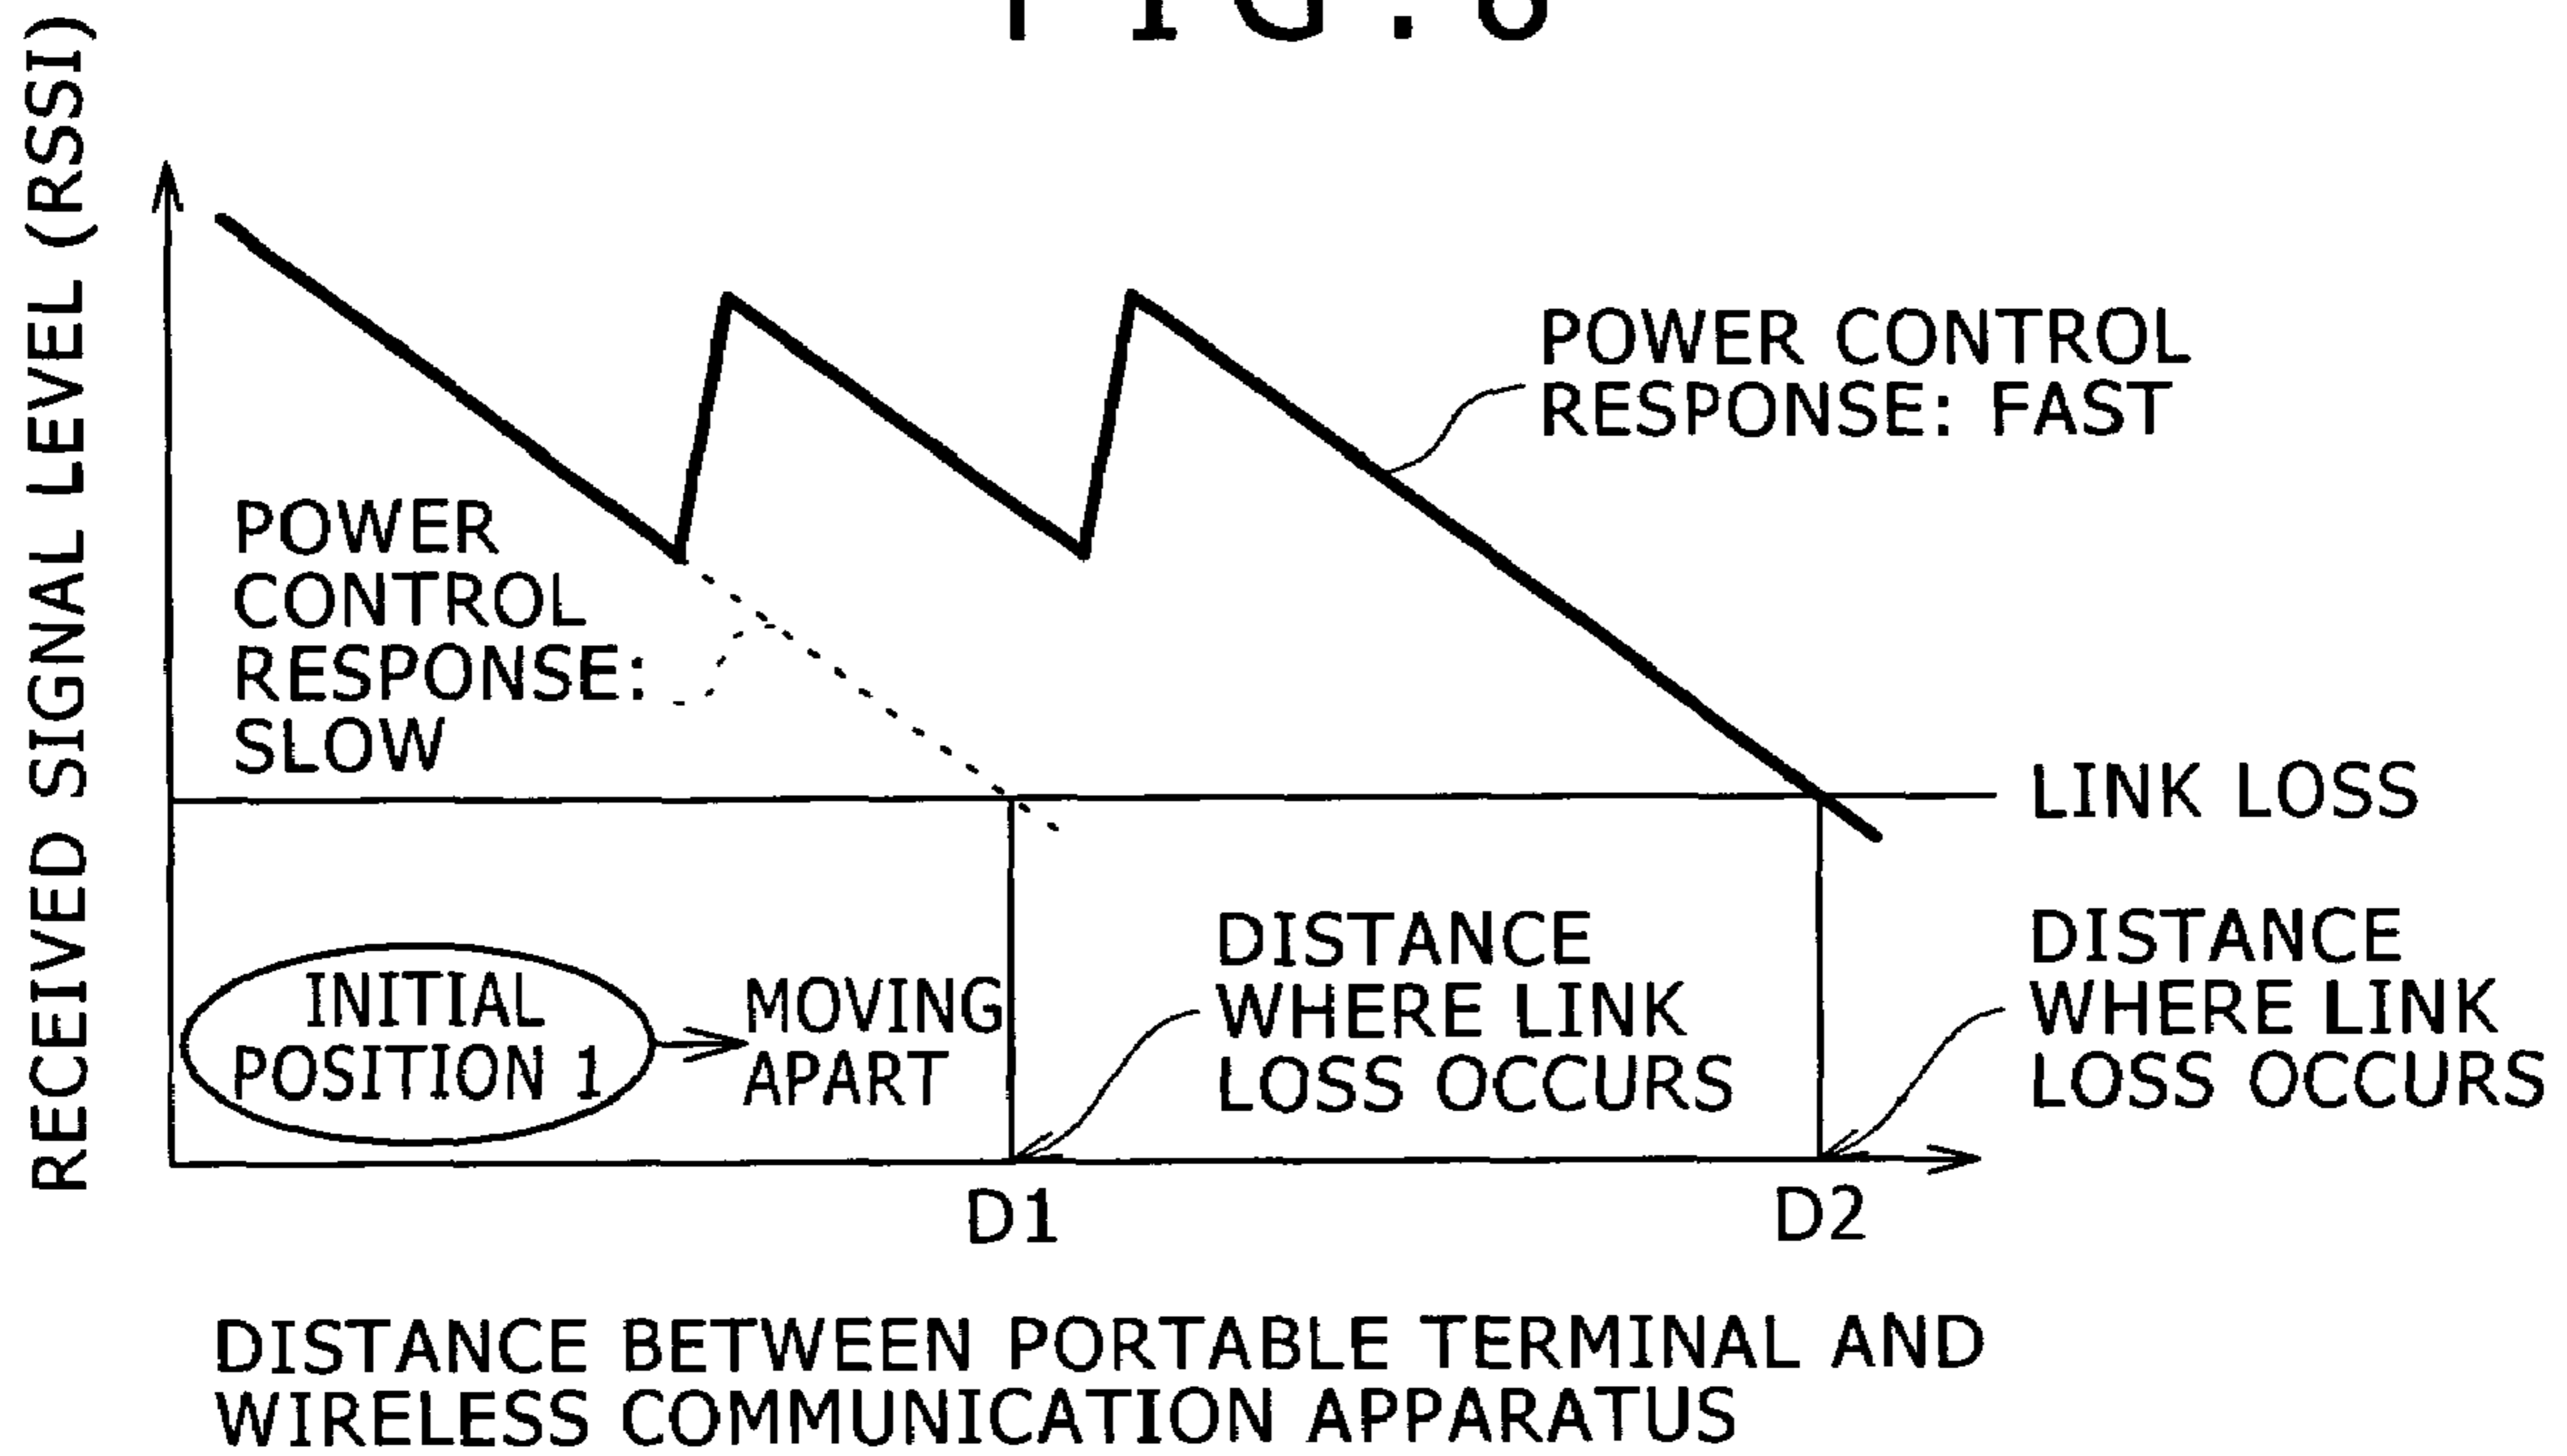 RECEIVED SIGNAL LEVEL (RSSI)
POWER CONTROL
RESPONSE: FAST
POWER
CONTROL
RESPONSE:
SLOW
LINK LOSS
INITIAL
POSITION 1
MOVING
APART
DISTANCE
WHERE LINK
LOSS OCCURS
DISTANCE
WHERE LINK
LOSS OCCURS
D1
D2
DISTANCE BETWEEN PORTABLE TERMINAL AND
WIRELESS COMMUNICATION APPARATUS